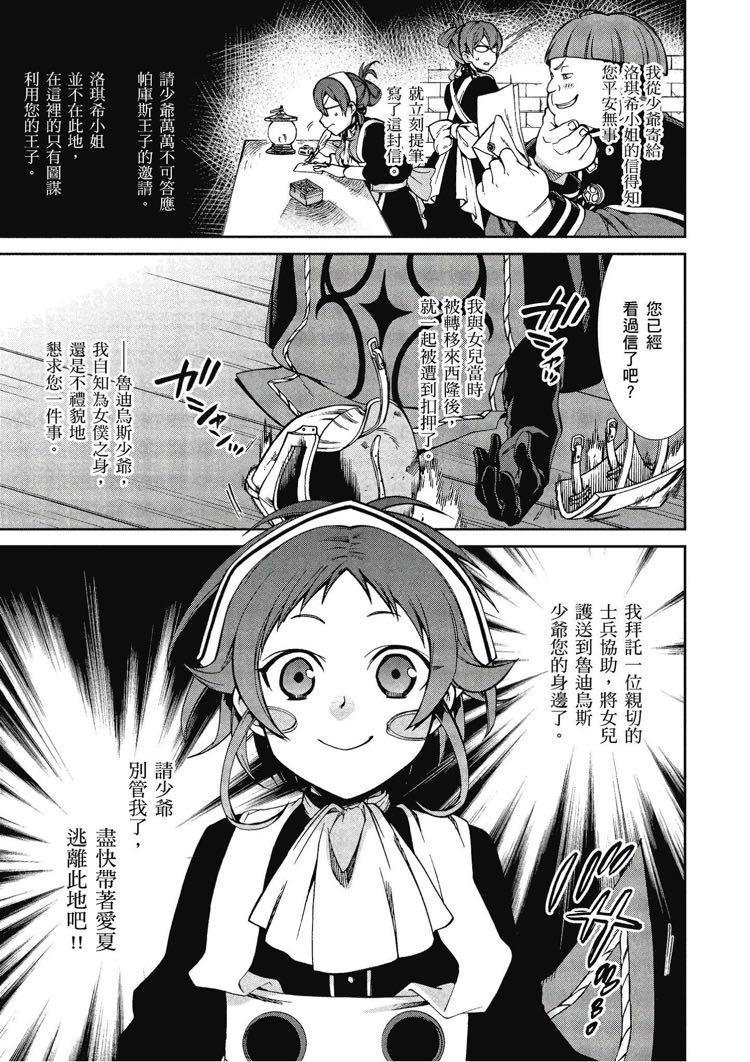 我從少爺寄給
洛琪希小姐的信得知
您平安無事，
就立刻提筆
寫了這封信。
請少爺萬萬不可答應
帕庫斯王子的邀請。
洛琪希小姐
並不在此地，
在這裡的只有圖謀
利用您的王子。
您已經
看過信了吧？
我與女兒當時
被轉移來西隆後，
就一起被遭到扣押了。
——魯迪烏斯少爺，
我自知為女僕之身，
還是不禮貌地
懇求您一件事。
我拜託一位親切的
士兵協助，將女兒
護送到魯迪烏斯
少爺您的身邊了。
請少爺
別管我了，
盡快帶著愛夏
逃離此地吧!!